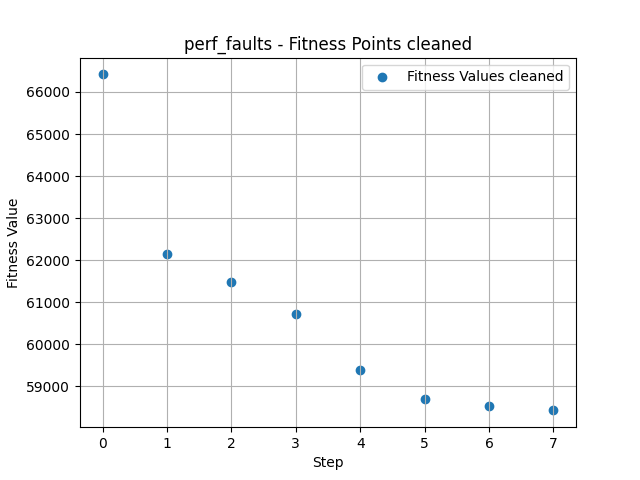 perf_faults - Fitness Points cleaned
Fitness Values cleaned
66000
65000
64000
63000
62000
61000
60000
59000
Fitness Value
0 1 2 3 4 5 6 7
Step